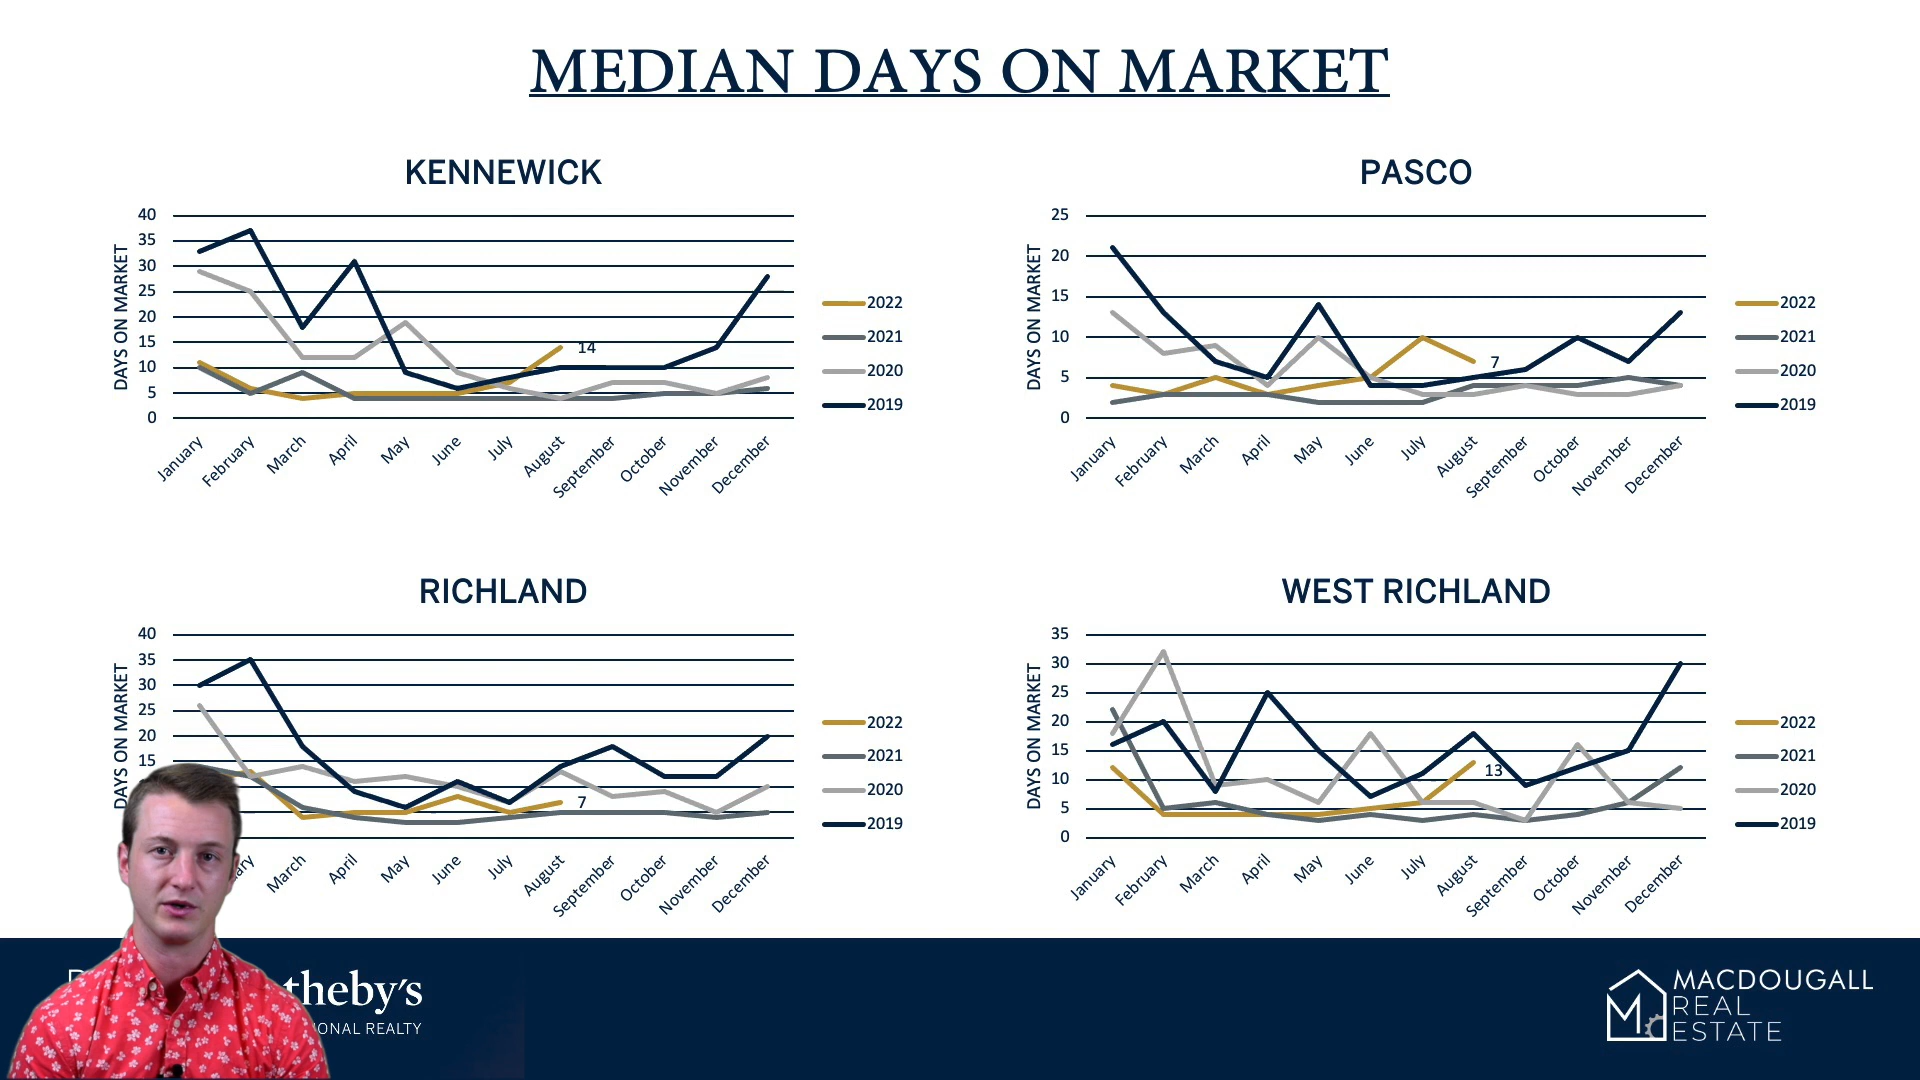 MEDIAN DAYS ON MARKET
KENNEWICK
40
35
30
25
20
15
10
5
0
DAYS ON MARKET
14
January
February
March
April
May
June
July
August
September
October
November
December
2022
2021
2020
2019
PASCO
25
20
15
10
5
0
DAYS ON MARKET
7
January
February
March
April
May
June
July
August
September
October
November
December
2022
2021
2020
2019
RICHLAND
40
35
30
25
20
15
DAYS ON MARKET
7
March
April
May
June
July
August
September
October
November
December
2022
2021
2020
2019
WEST RICHLAND
35
30
25
20
15
10
5
0
DAYS ON MARKET
13
January
February
March
April
May
June
July
August
September
October
November
December
2022
2021
2020
2019
theby's
IONAL REALTY
MACDOUGALL
REAL
ESTATE